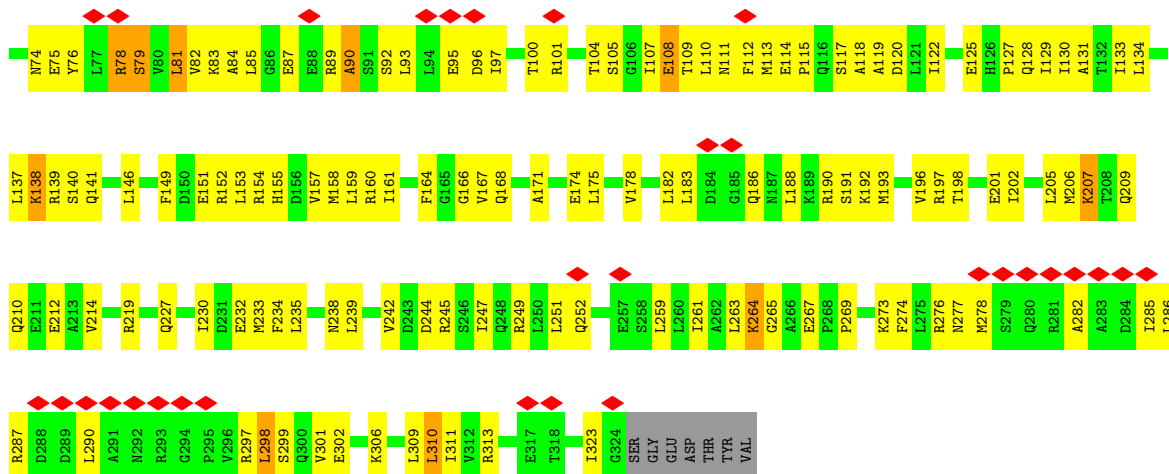 N74 E75 Y76 L77 R78 S79 V80 L81 V82 K83 A84 L85 G86 E87 E88 R89 A90 S91 S92 L93 L94 E95 D96 I97 T100 R101 T104 S105 G106 I107 E108 T109 L110 N111 F112 M113 E114 P115 Q116 S117 A118 A119 D120 L121 I122 E125 H126 P127 Q128 I129 I130 A131 T132 I133 L134
L137 K138 R139 S140 Q141 L146 F149 D150 E151 R152 L153 R154 H155 D156 V157 M158 L159 R160 I161 F164 G165 G166 V167 Q168 A171 E174 L175 V178 L182 L183 D184 G185 Q186 N187 L188 K189 R190 S191 K192 M193 V196 R197 T198 E201 I202 L205 M206 K207 T208 Q209
Q210 E211 E212 A213 V214 R219 Q227 I230 D231 E232 M233 F234 L235 N238 L239 V242 D243 D244 R245 S246 I247 Q248 R249 L250 L251 Q252 E257 S258 L259 L260 I261 A262 L263 K264 G265 A266 E267 P268 P269 K273 F274 L275 R276 N277 M278 S279 Q280 R281 A282 A283 D284 I285 L286
R287 D288 D289 L290 A291 N292 R293 G294 P295 V296 R297 L298 S299 Q300 V301 E302 K306 L309 L310 I311 V312 R313 E317 T318 I323 G324 SER GLY GLU ASP THR TYR VAL